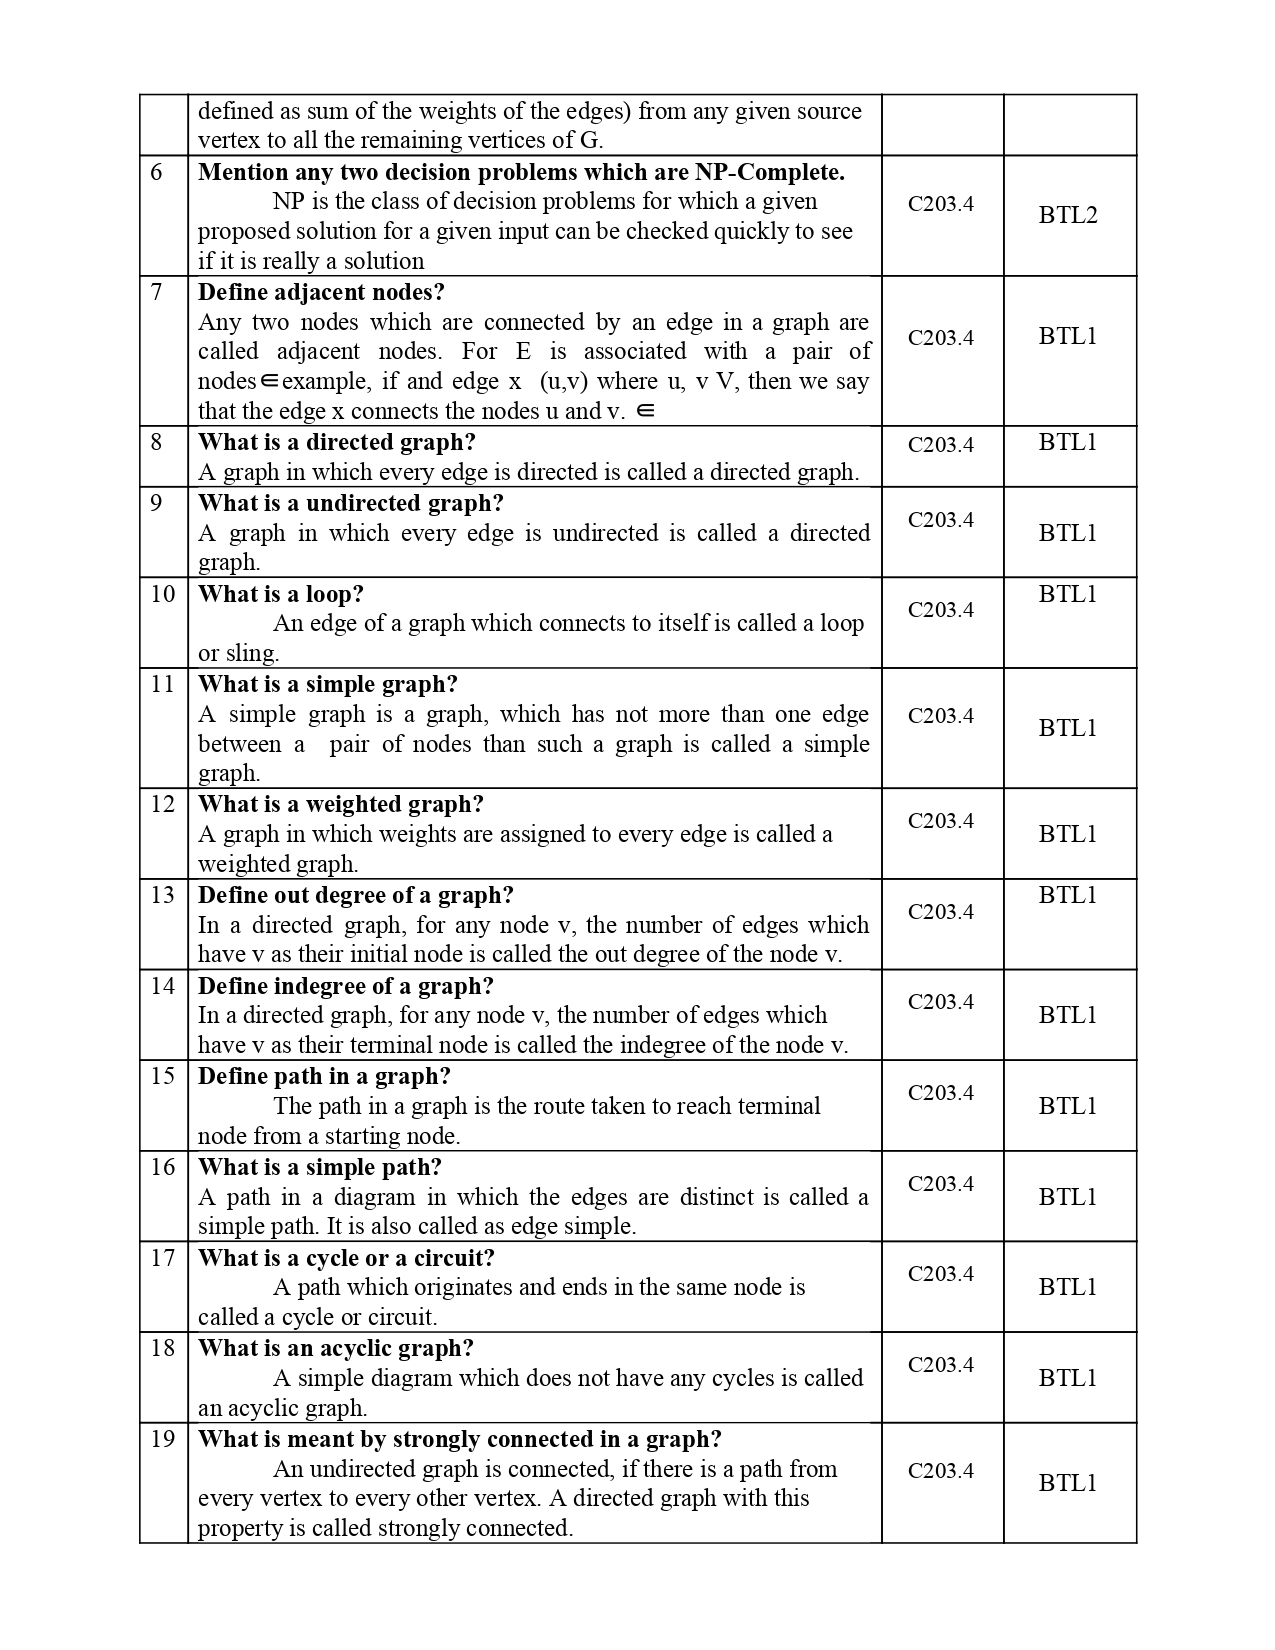 defined as sum of the weights of the edges) from any given source
vertex to all the remaining vertices of G.
6 Mention any two decision problems which are NP-Complete.
NP is the class of decision problems for which a given
proposed solution for a given input can be checked quickly to see
if it is really a solution
C203.4
BTL2
7 Define adjacent nodes?
Any two nodes which are connected by an edge in a graph are
called adjacent nodes. For E is associated with a pair of
nodes∈example, if and edge x (u,v) where u, v V, then we say
that the edge x connects the nodes u and v. ∈
C203.4
BTL1
8 What is a directed graph?
A graph in which every edge is directed is called a directed graph.
C203.4
BTL1
9 What is a undirected graph?
A graph in which every edge is undirected is called a directed
graph.
C203.4
BTL1
10 What is a loop?
An edge of a graph which connects to itself is called a loop
or sling.
C203.4
BTL1
11 What is a simple graph?
A simple graph is a graph, which has not more than one edge
between a pair of nodes than such a graph is called a simple
graph.
C203.4
BTL1
12 What is a weighted graph?
A graph in which weights are assigned to every edge is called a
weighted graph.
C203.4
BTL1
13 Define out degree of a graph?
In a directed graph, for any node v, the number of edges which
have v as their initial node is called the out degree of the node v.
C203.4
BTL1
14 Define indegree of a graph?
In a directed graph, for any node v, the number of edges which
have v as their terminal node is called the indegree of the node v.
C203.4
BTL1
15 Define path in a graph?
The path in a graph is the route taken to reach terminal
node from a starting node.
C203.4
BTL1
16 What is a simple path?
A path in a diagram in which the edges are distinct is called a
simple path. It is also called as edge simple.
C203.4
BTL1
17 What is a cycle or a circuit?
A path which originates and ends in the same node is
called a cycle or circuit.
C203.4
BTL1
18 What is an acyclic graph?
A simple diagram which does not have any cycles is called
an acyclic graph.
C203.4
BTL1
19 What is meant by strongly connected in a graph?
An undirected graph is connected, if there is a path from
every vertex to every other vertex. A directed graph with this
property is called strongly connected.
C203.4
BTL1